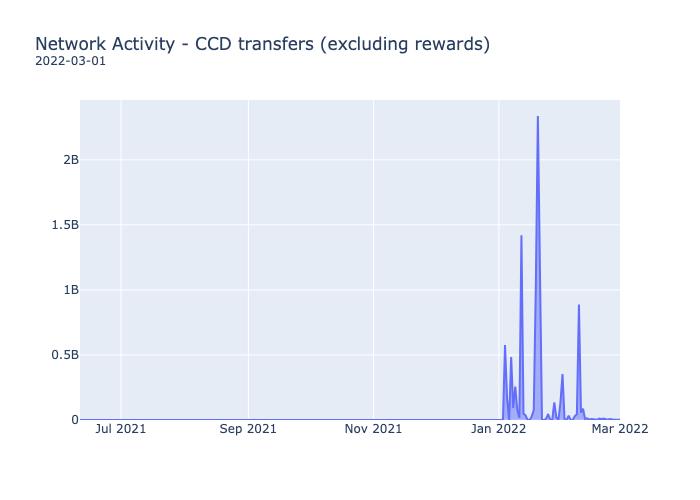 Network Activity - CCD transfers (excluding rewards)
2022-03-01
2B
1.5B
1B
0.5B
0
Jul 2021 Sep 2021 Nov 2021 Jan 2022 Mar 2022